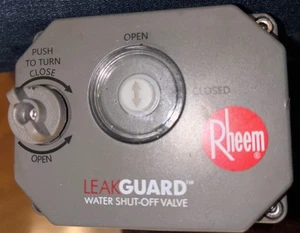 OPEN
PUSH
TO TURN
CLOSE
CLOSED
OPEN
Rheem®
LEAKGUARD™
WATER SHUT-OFF VALVE